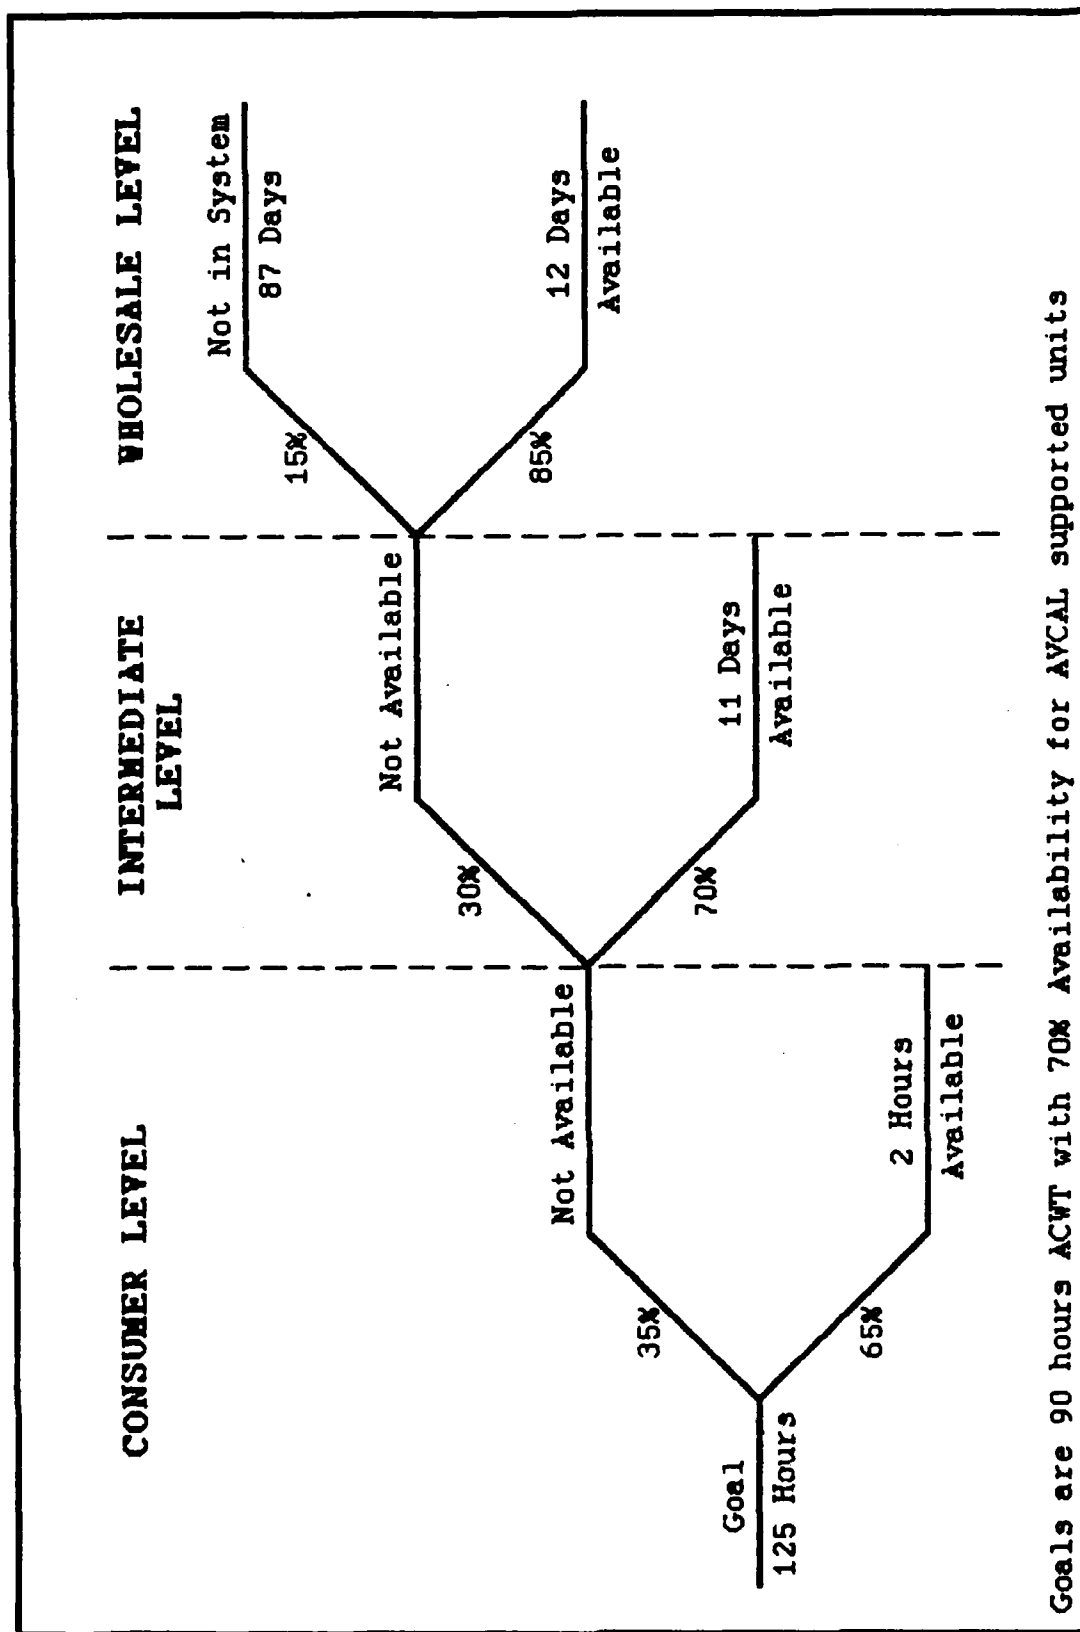 CONSUMER LEVEL
INTERMEDIATE
LEVEL
WHOLESALE LEVEL
Not in System
87 Days
15%
85%
12 Days
Available
Not Available
30%
70%
11 Days
Available
Not Available
35%
65%
2 Hours
Available
Goal
125 Hours
Goals are 90 hours ACWT with 70% Availability for AVCAL supported units